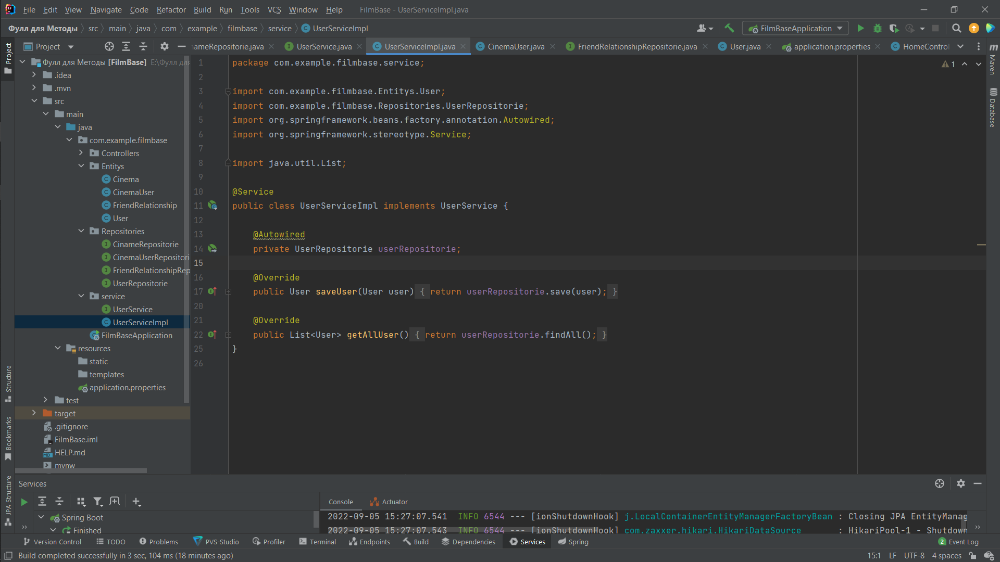 File Edit View Navigate Code Refactor Build Run Tools VCS Window Help FilmBase - UserServiceImpl.java
Фулл для Методы src main java com example filmbase service UserServiceImpl FilmBaseApplication
Project
nameRepositorie.java UserService.java UserServiceImpl.java CinemaUser.java FriendRelationshipRepositorie.java User.java application.properties HomeControl
Project
Фулл для Методы [FilmBase] E:\Фулл для
.idea
.mvn
src
main
java
com.example.filmbase
Controllers
Entitys
Cinema
CinemaUser
FriendRelationship
User
Repositories
CinameRepositorie
CinemaUserRepositori
FriendRelationshipRep
UserRepositorie
service
UserService
UserServiceImpl
FilmBaseApplication
resources
static
templates
application.properties
test
target
.gitignore
FilmBase.iml
HELP.md
mvnw
Structure
Bookmarks
JPA Structure
1 package com.example.filmbase.service;
2
3 import com.example.filmbase.Entitys.User;
4 import com.example.filmbase.Repositories.UserRepositorie;
5 import org.springframework.beans.factory.annotation.Autowired;
6 import org.springframework.stereotype.Service;
7
8 import java.util.List;
9
10 @Service
11 public class UserServiceImpl implements UserService {
12
13 @Autowired
14 private UserRepositorie userRepositorie;
15
16 @Override
17 public User saveUser(User user) { return userRepositorie.save(user); }
20
21 @Override
22 public List<User> getAllUser() { return userRepositorie.findAll(); }
25 }
26
1
Maven
Database
Services
Console Actuator
Spring Boot
Finished
2022-09-05 15:27:07.541 INFO 6544 --- [ionShutdownHook] j.LocalContainerEntityManagerFactoryBean : Closing JPA EntityManag
2022-09-05 15:27:07.543 INFO 6544 --- [ionShutdownHook] com.zaxxer.hikari.HikariDataSource : HikariPool-1 - Shutdown
Version Control TODO Problems PVS-Studio Profiler Terminal Endpoints Build Dependencies Services Spring 2 Event Log
Build completed successfully in 3 sec, 104 ms (18 minutes ago) 15:1 LF UTF-8 4 spaces